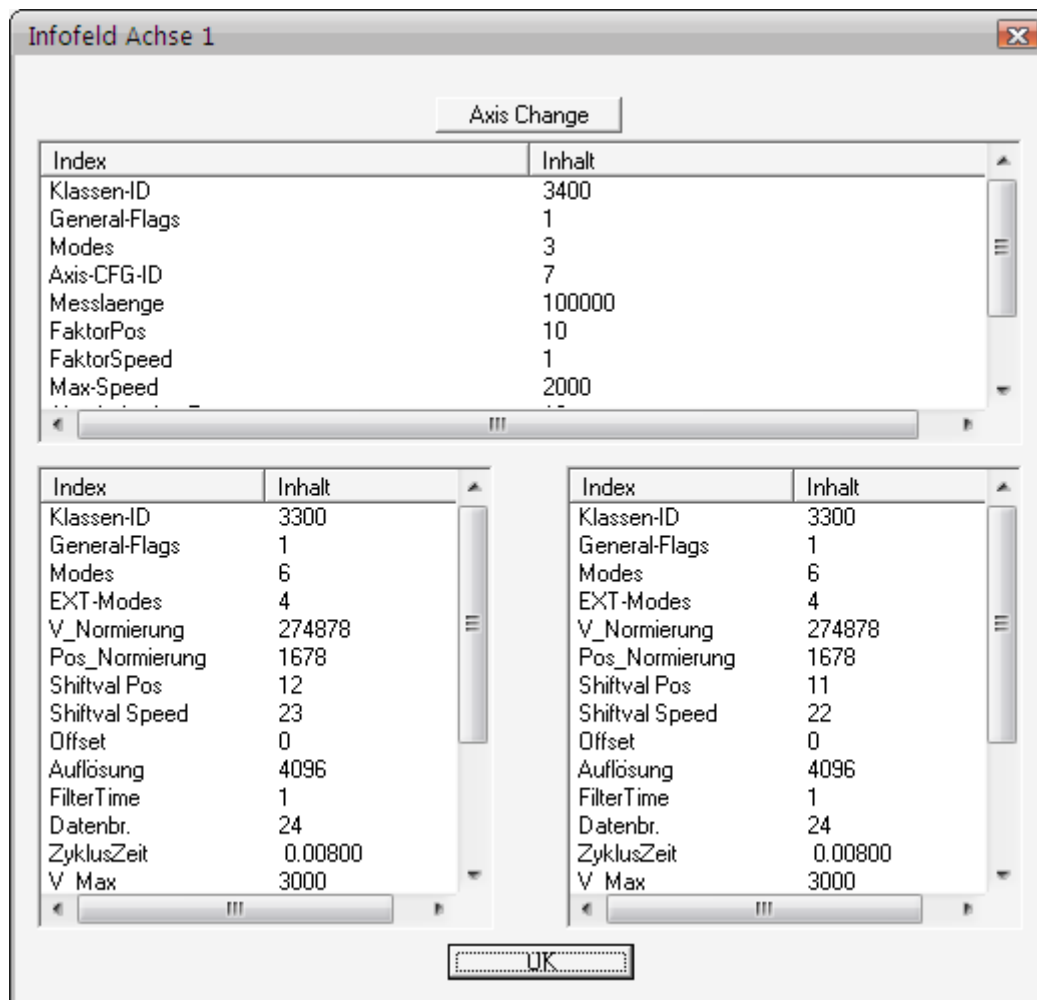 Infofeld Achse 1
Axis Change
Index Inhalt
Klassen-ID 3400
General-Flags 1
Modes 3
Axis-CFG-ID 7
Messlaenge 100000
FaktorPos 10
FaktorSpeed 1
Max-Speed 2000
Index Inhalt
Klassen-ID 3300
General-Flags 1
Modes 6
EXT-Modes 4
V_Normierung 274878
Pos_Normierung 1678
Shiftval Pos 12
Shiftval Speed 23
Offset 0
Auflösung 4096
FilterTime 1
Datenbr. 24
ZyklusZeit 0.00800
V_Max 3000
Index Inhalt
Klassen-ID 3300
General-Flags 1
Modes 6
EXT-Modes 4
V_Normierung 274878
Pos_Normierung 1678
Shiftval Pos 11
Shiftval Speed 22
Offset 0
Auflösung 4096
FilterTime 1
Datenbr. 24
ZyklusZeit 0.00800
V_Max 3000
OK